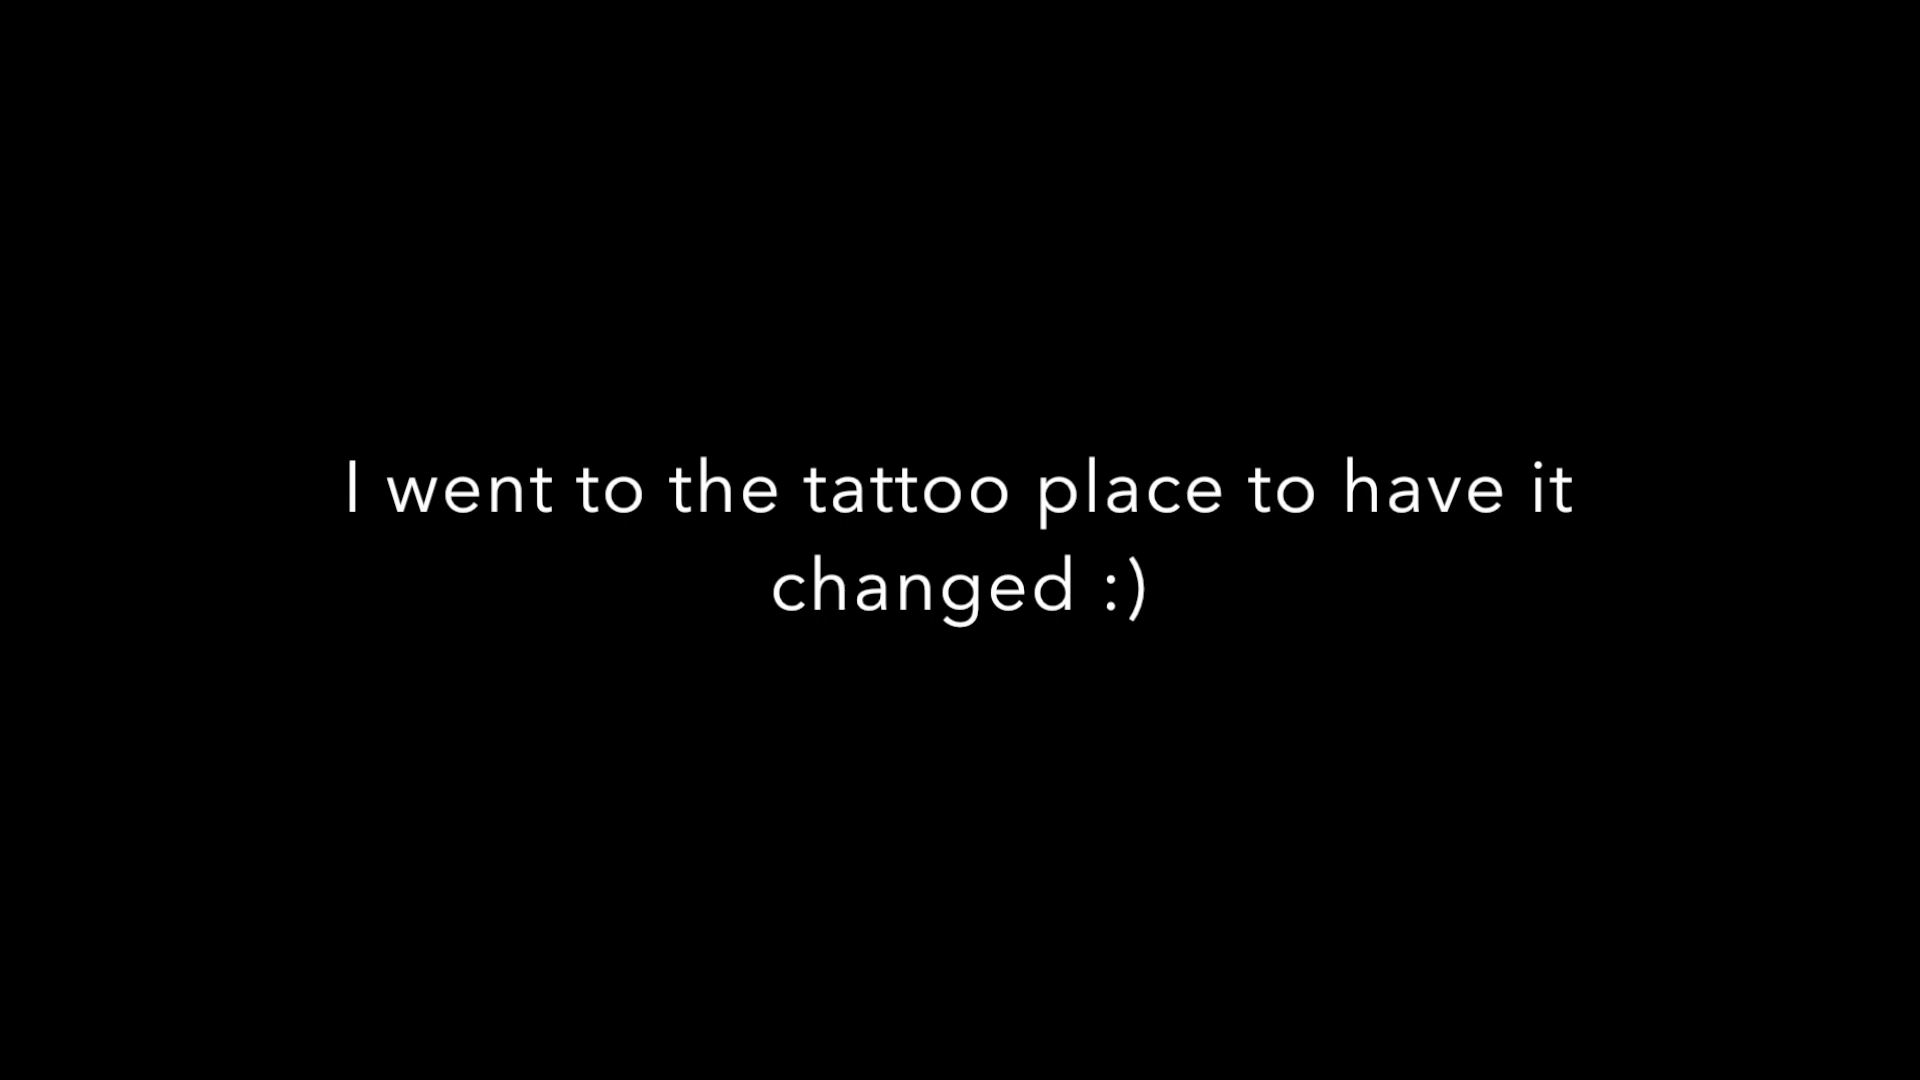 I went to the tattoo place to have it
changed :)